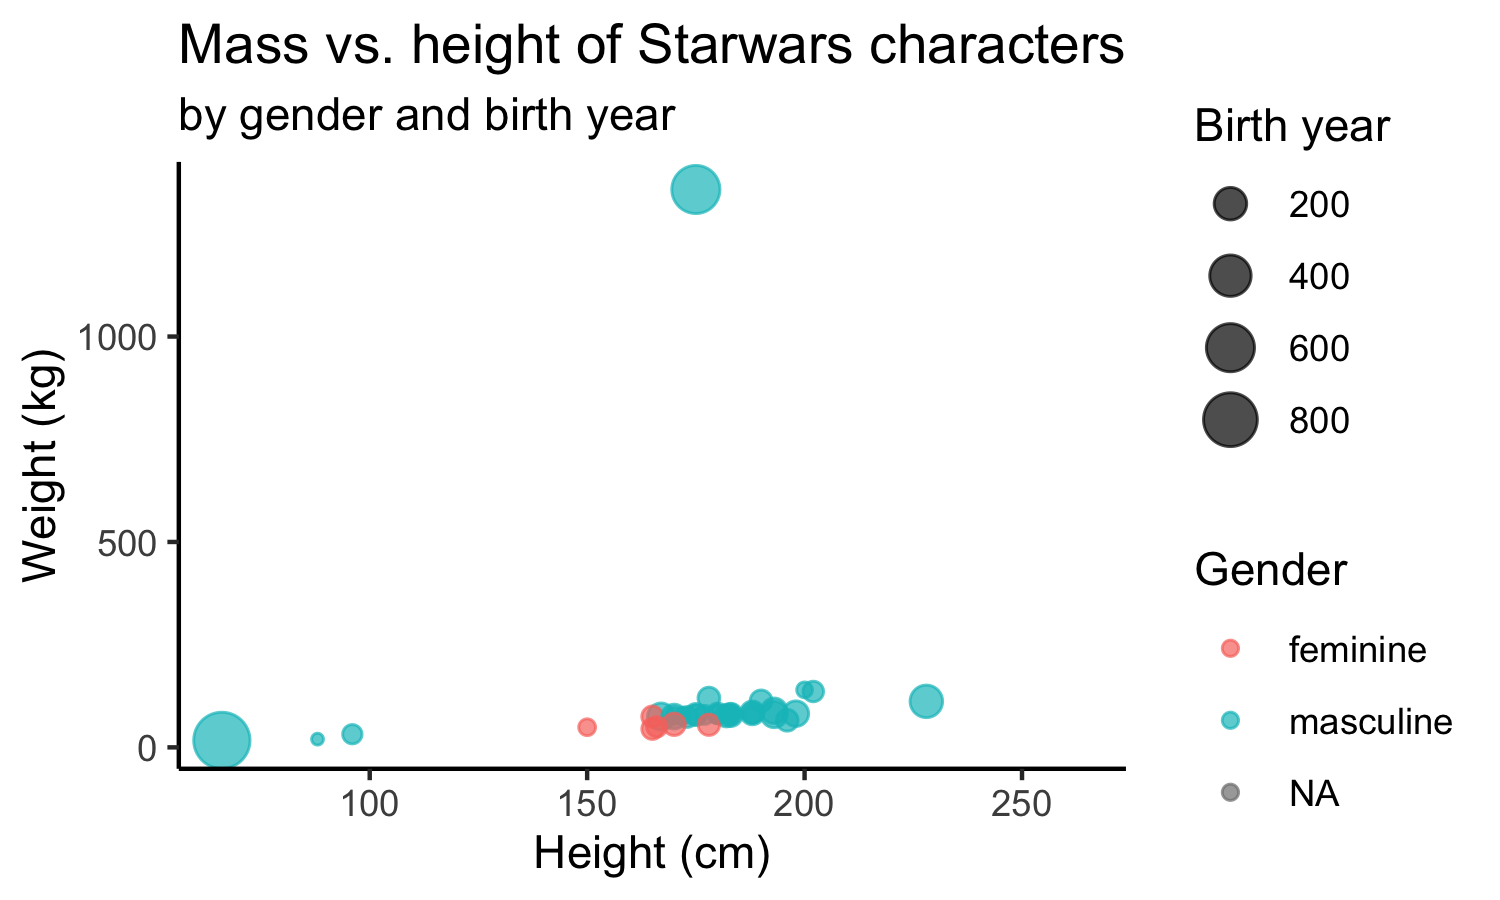 Mass vs. height of Starwars characters
by gender and birth year
Weight (kg)
1000
500
0
100
150
200
250
Height (cm)
Birth year
200
400
600
800
Gender
feminine
masculine
NA